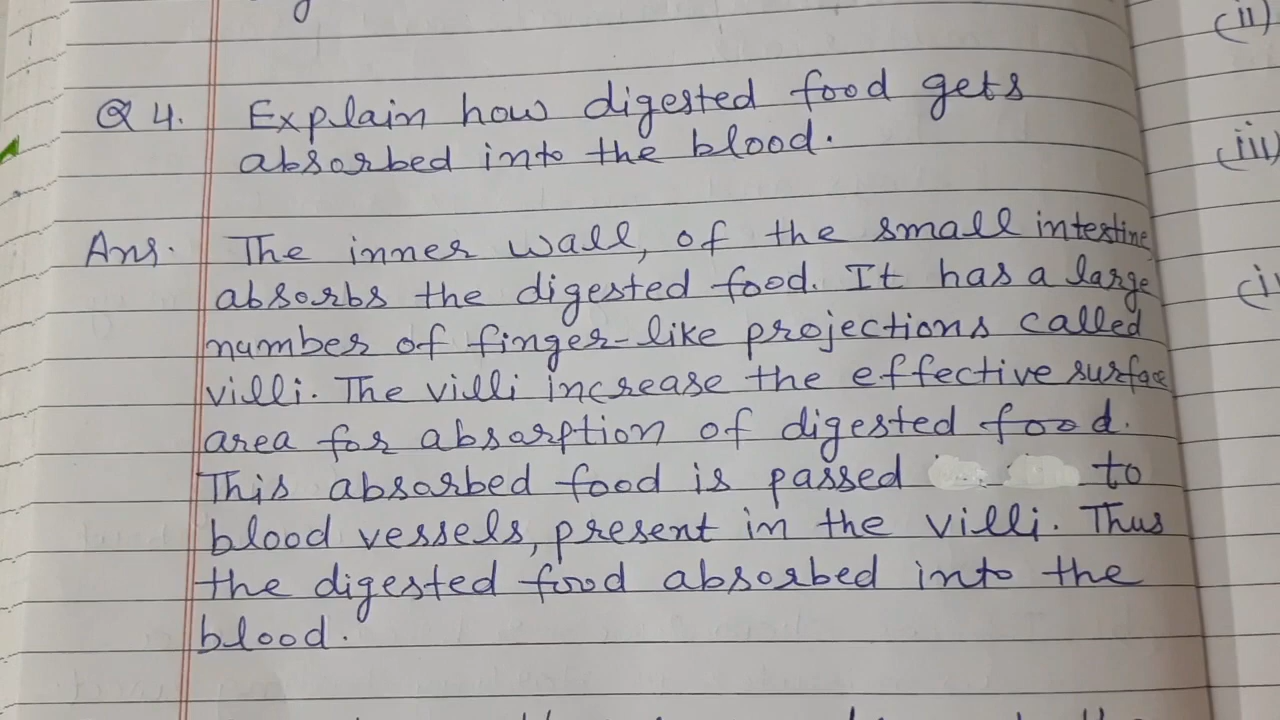 Q 4. Explain how digested food gets
absorbed into the blood.
Ans. The inner wall, of the small intestine
absorbs the digested food. It has a large
number of finger-like projections called
villi. The villi increase the effective surface
area for absorption of digested food.
This absorbed food is passed to
blood vessels, present in the villi. Thus
the digested food absorbed into the
blood.
(ii)
(iii)